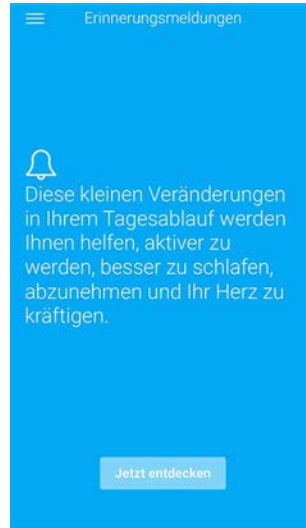 Erinnerungsmeldungen
Diese kleinen Veränderungen
in Ihrem Tagesablauf werden
Ihnen helfen, aktiver zu
werden, besser zu schlafen,
abzunehmen und Ihr Herz zu
kräftigen.
Jetzt entdecken